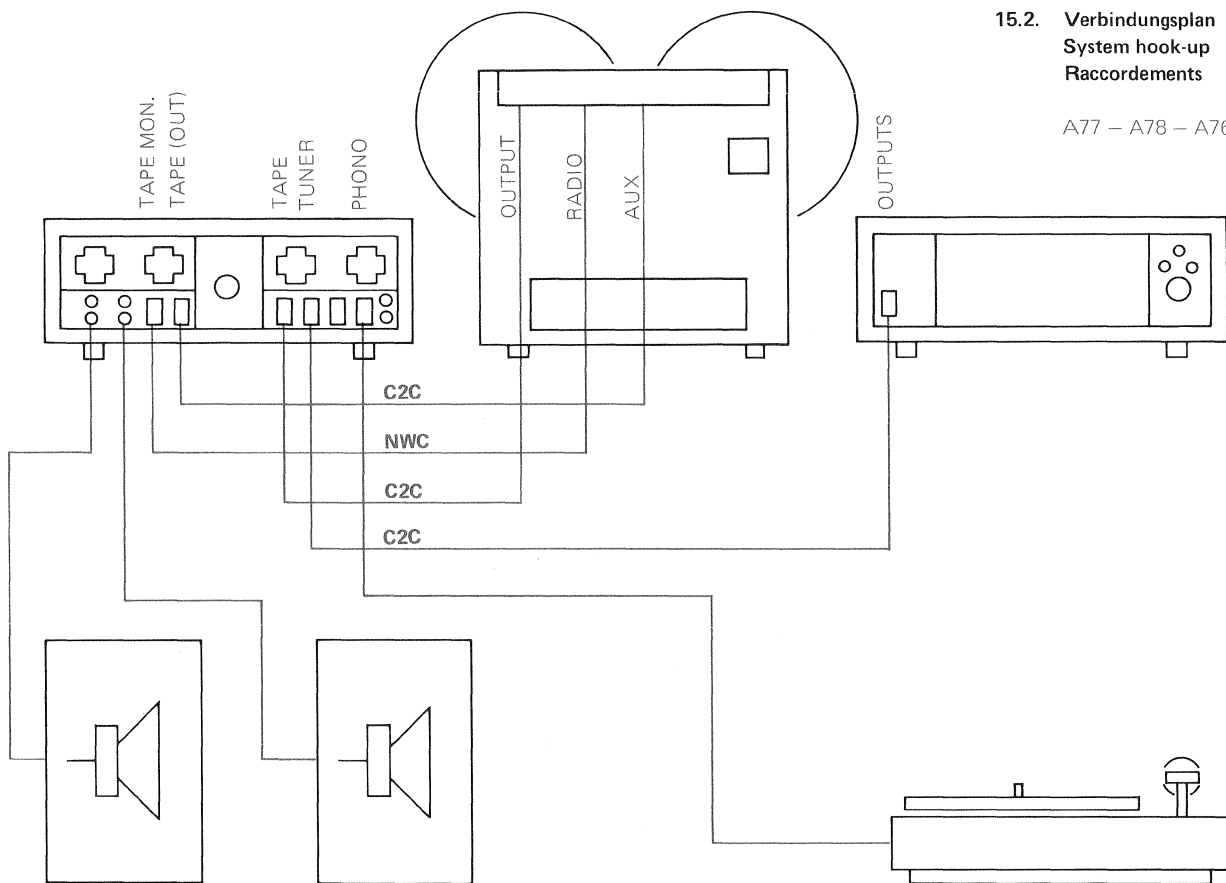 15.2. Verbindungsplan
System hook-up
Raccordements
A77 – A78 – A76
TAPE MON.
TAPE (OUT)
TAPE
TUNER
PHONO
OUTPUT
RADIO
AUX
OUTPUTS
C2C
NWC
C2C
C2C